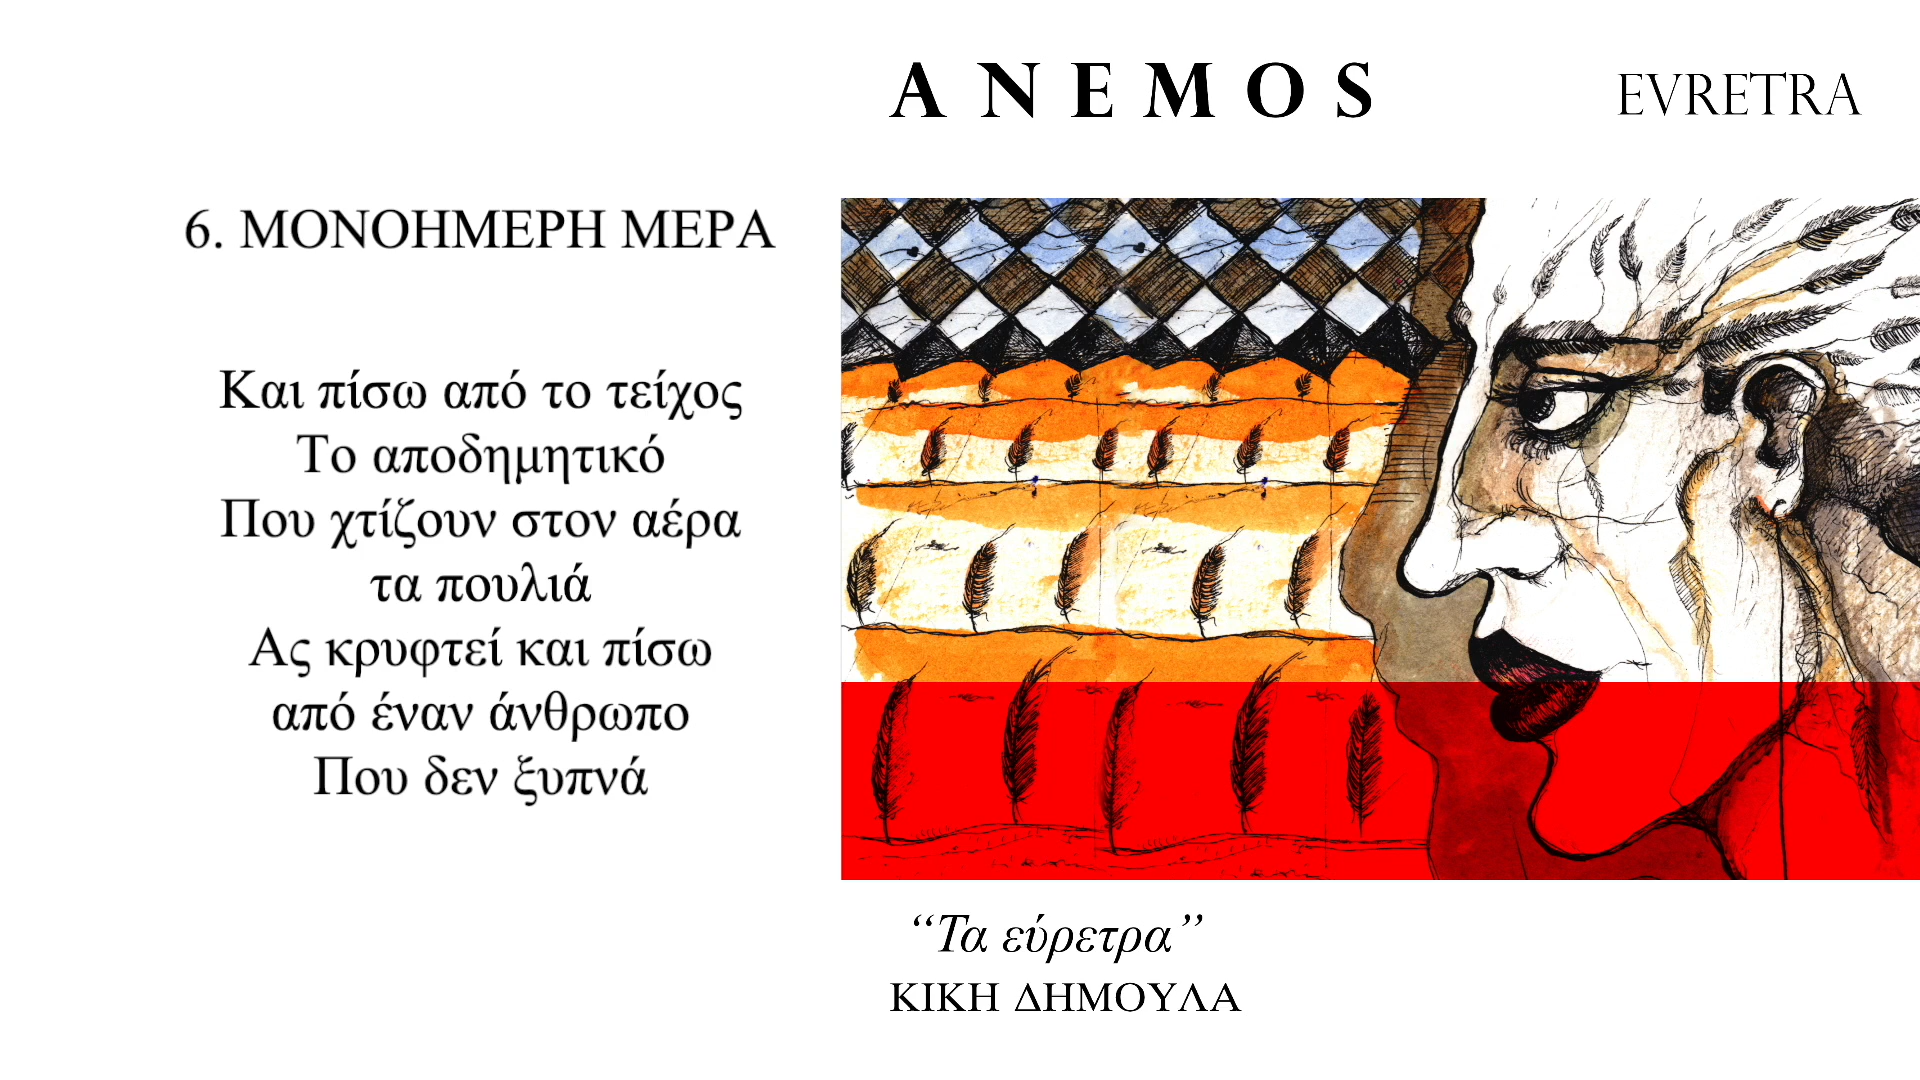 ANEMOS
EVRETRA
6. ΜΟΝΟΗΜΕΡΗ ΜΕΡΑ
Και πίσω από το τείχος
Το αποδημητικό
Που χτίζουν στον αέρα
τα πουλιά
Ας κρυφτεί και πίσω
από έναν άνθρωπο
Που δεν ξυπνά
“Τα εύρετρα”
ΚΙΚΗ ΔΗΜΟΥΛΑ